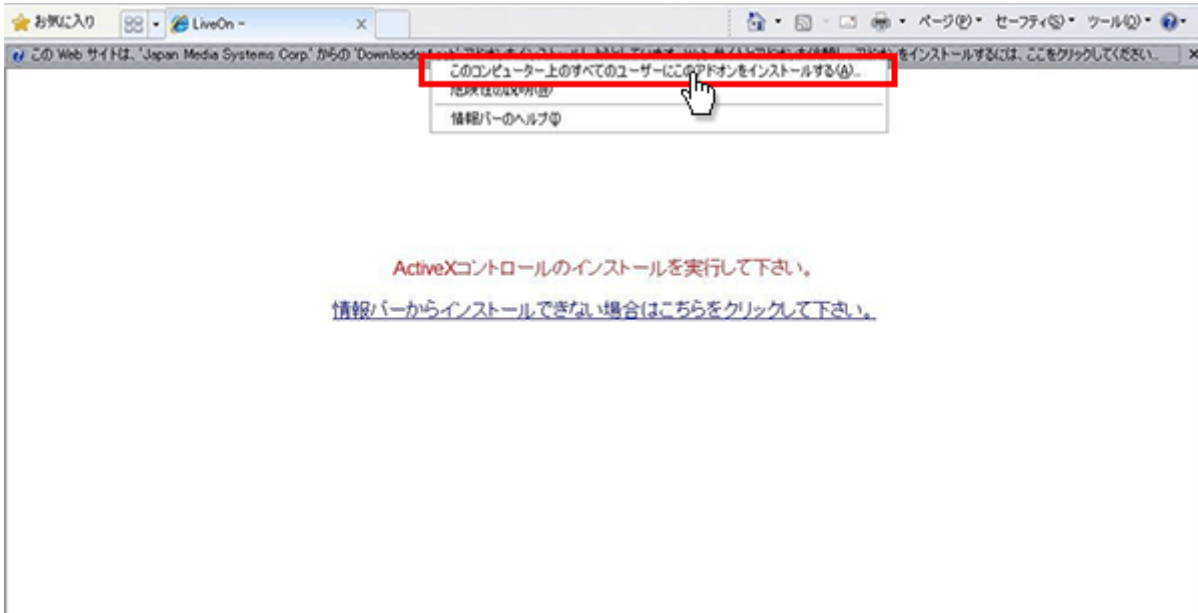 お気に入り
LiveOn -
ページ(P)
セーフティ(S)
ツール(O)
この Web サイトは、'Japan Media Systems Corp.' からの 'Downloader
をインストールするには、ここをクリックしてください...
このコンピューター上のすべてのユーザーにこのアドオンをインストールする(A)...
情報バーのヘルプ(I)
ActiveXコントロールのインストールを実行して下さい。
情報バーからインストールできない場合はこちらをクリックして下さい。